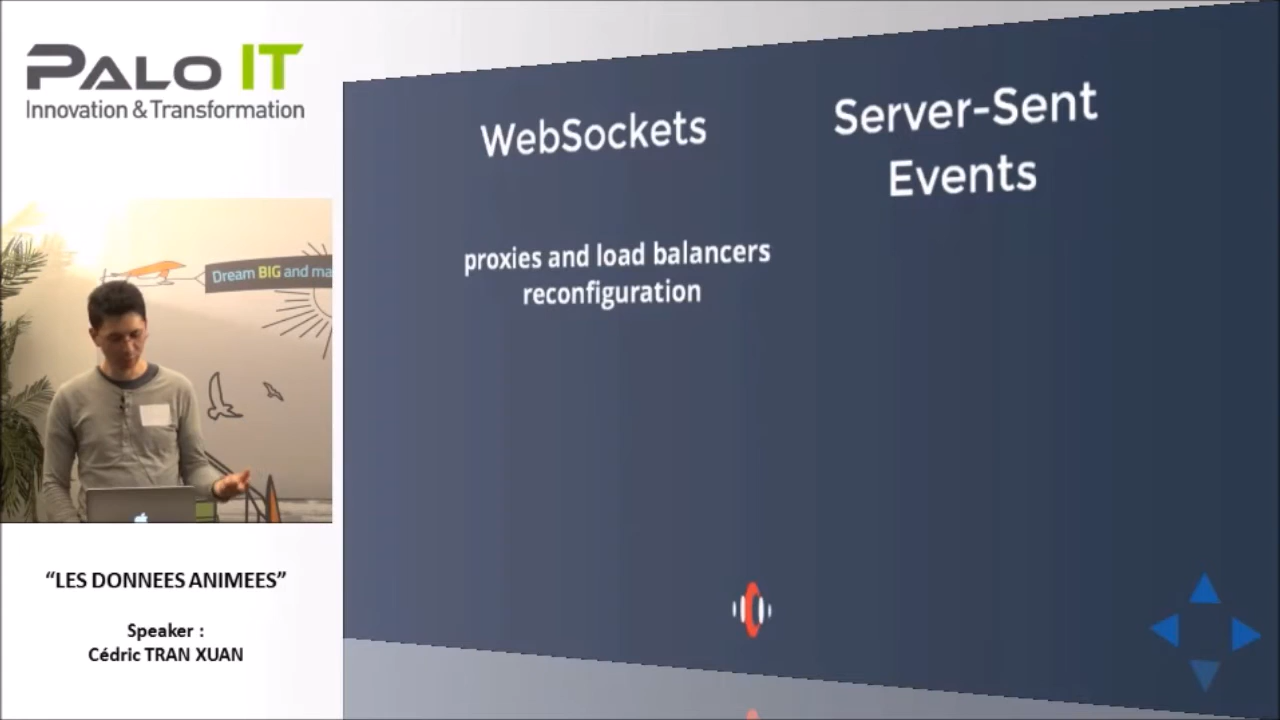 PALO IT
Innovation & Transformation
Dream BIG and ma
“LES DONNEES ANIMEES”
Speaker :
Cédric TRAN XUAN
WebSockets
Server-Sent
Events
proxies and load balancers
reconfiguration